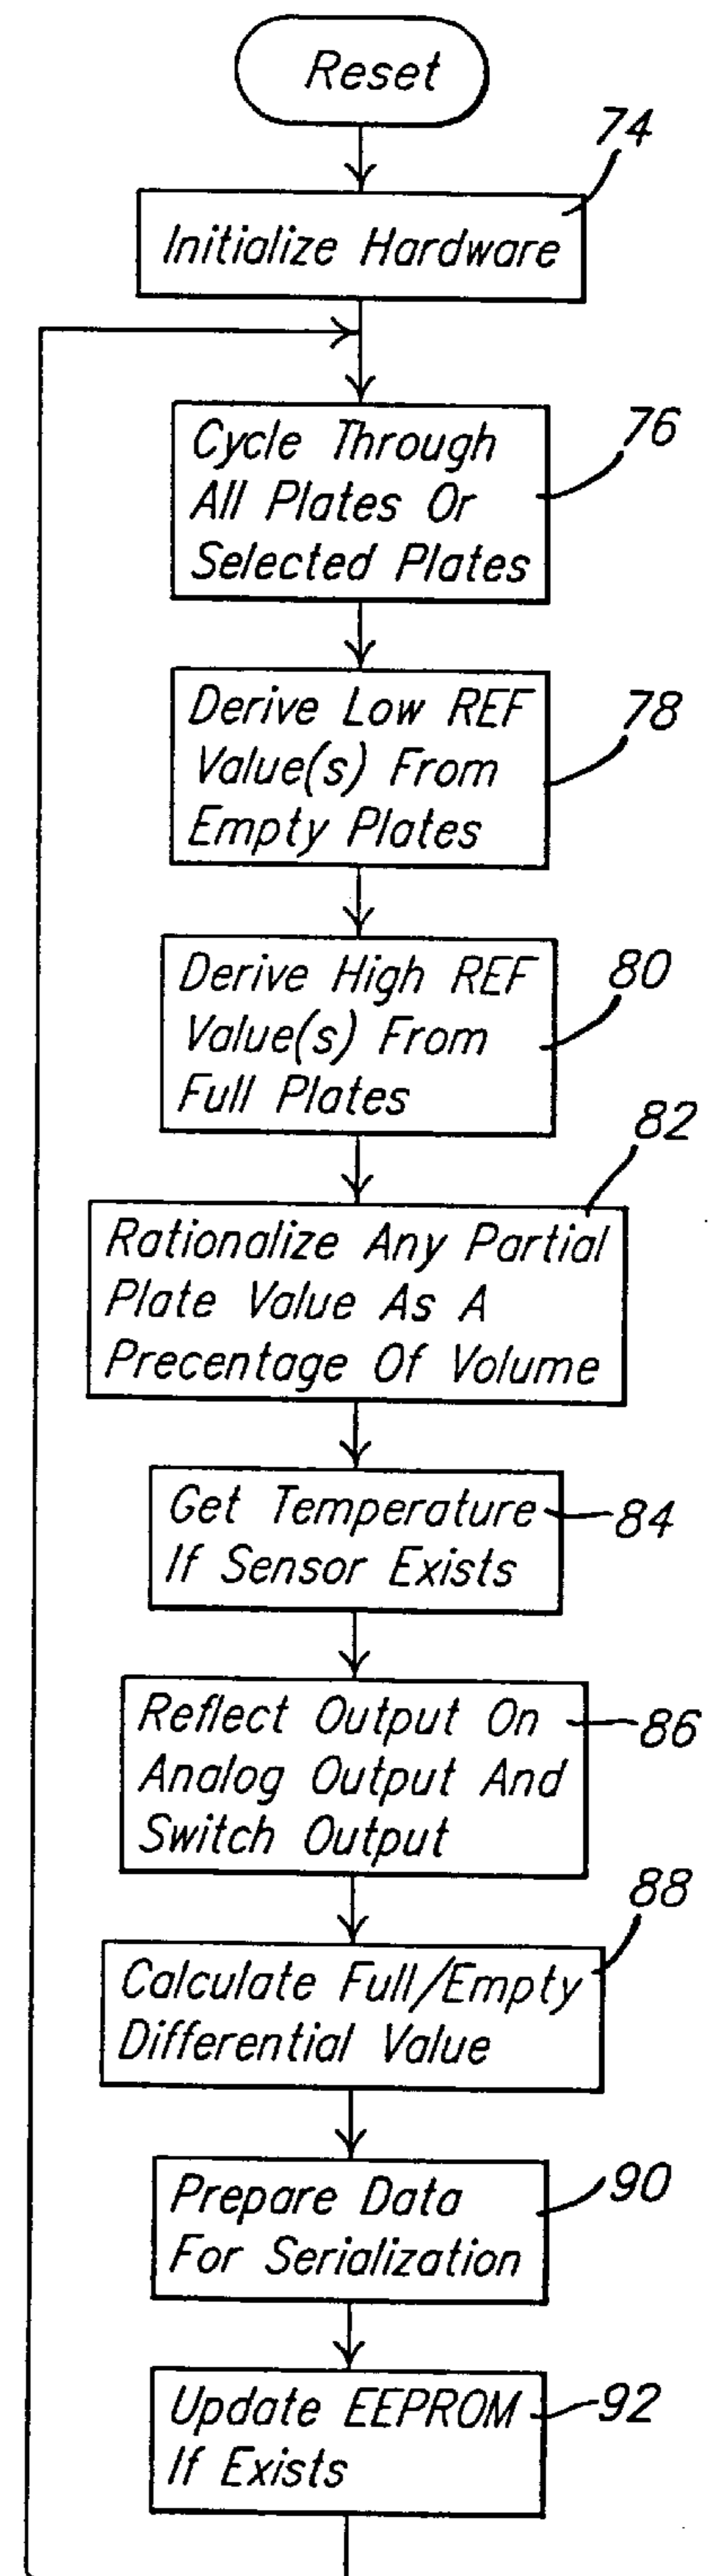 Reset
74
Initialize Hardware
76
Cycle Through
All Plates Or
Selected Plates
78
Derive Low REF
Value(s) From
Empty Plates
80
Derive High REF
Value(s) From
Full Plates
82
Rationalize Any Partial
Plate Value As A
Precentage Of Volume
Get Temperature
If Sensor Exists
84
Reflect Output On
Analog Output And
Switch Output
86
88
Calculate Full/Empty
Differential Value
90
Prepare Data
For Serialization
Update EEPROM
If Exists
92